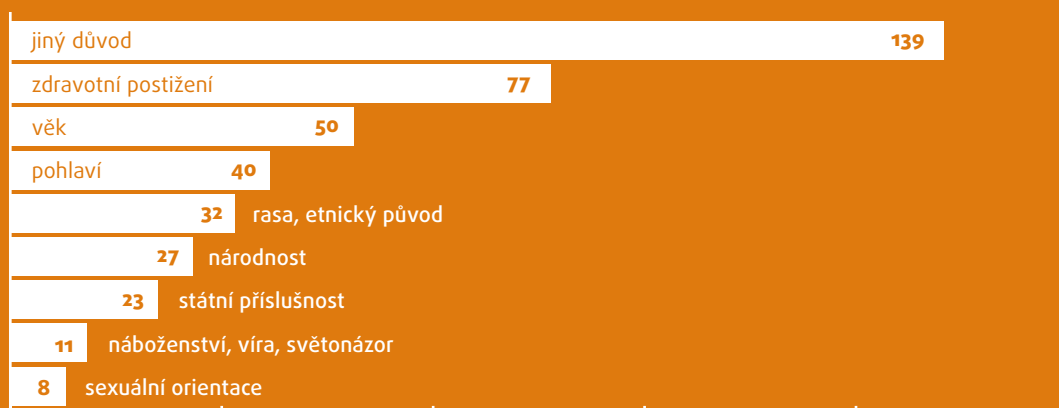 jiný důvod 139
zdravotní postižení 77
věk 50
pohlaví 40
32 rasa, etnický původ
27 národnost
23 státní příslušnost
11 náboženství, víra, světonázor
8 sexuální orientace